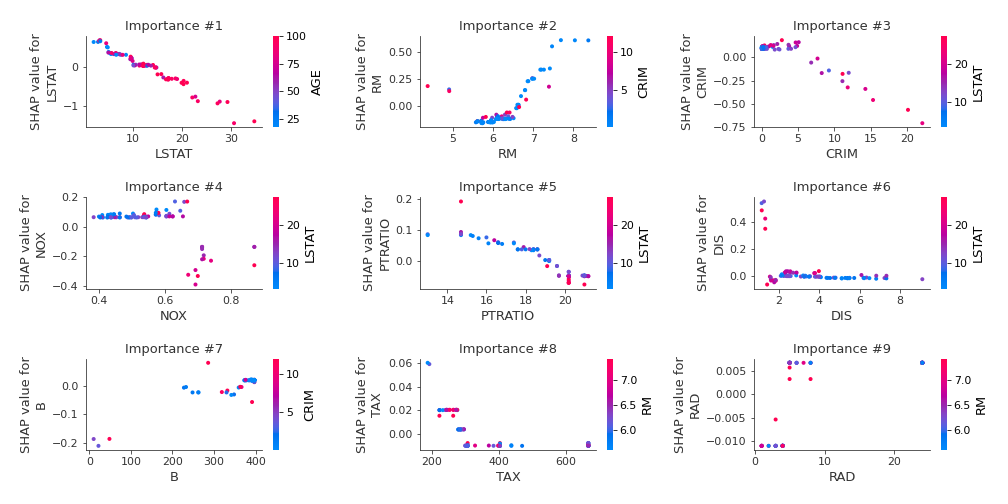 Importance #1
SHAP value for
LSTAT
0
−1
10
20
30
LSTAT
100
75
50
25
AGE
Importance #2
SHAP value for
RM
0.50
0.25
0.00
5
6
7
8
RM
10
5
CRIM
Importance #3
SHAP value for
CRIM
0.00
−0.25
−0.50
−0.75
0
5
10
15
20
CRIM
20
10
LSTAT
Importance #4
SHAP value for
NOX
0.2
0.0
−0.2
−0.4
0.4
0.6
0.8
NOX
20
10
LSTAT
Importance #5
SHAP value for
PTRATIO
0.2
0.1
0.0
14
16
18
20
PTRATIO
20
10
LSTAT
Importance #6
SHAP value for
DIS
0.4
0.2
0.0
2
4
6
8
DIS
20
10
LSTAT
Importance #7
SHAP value for
B
0.0
−0.1
−0.2
0
100
200
300
400
B
10
5
CRIM
Importance #8
SHAP value for
TAX
0.06
0.04
0.02
0.00
200
400
600
TAX
7.0
6.5
6.0
RM
Importance #9
SHAP value for
RAD
0.005
0.000
−0.005
−0.010
0
10
20
RAD
7.0
6.5
6.0
RM